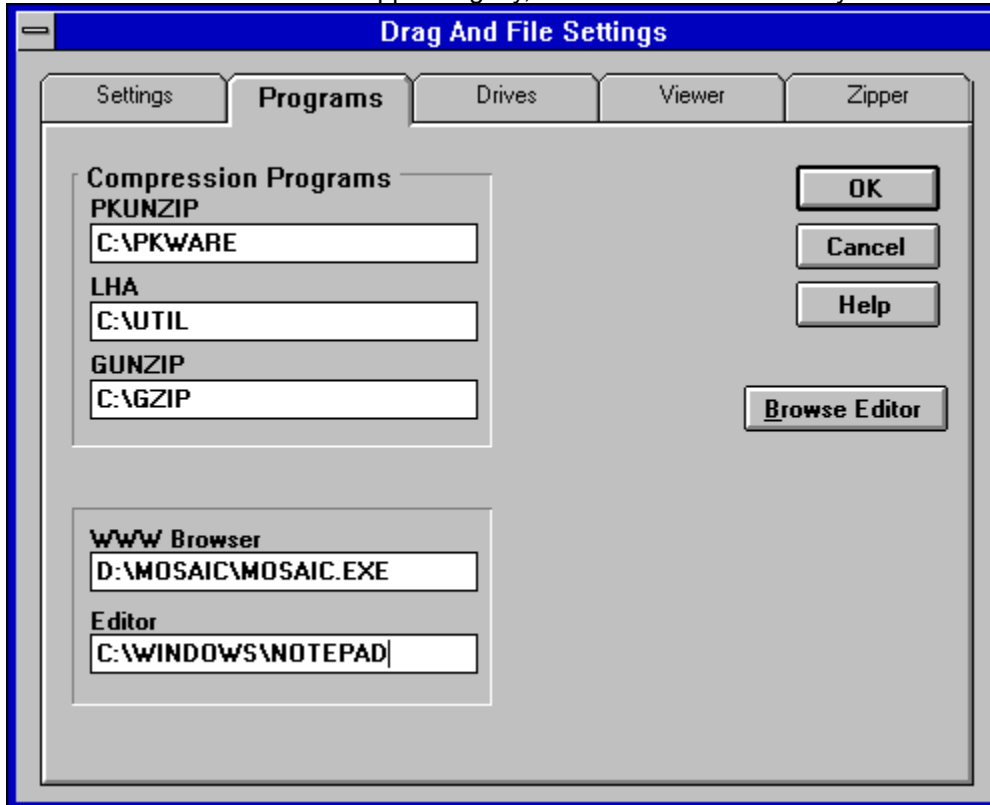 Drag And File Settings
Settings Programs Drives Viewer Zipper
Compression Programs
PKUNZIP
C:\PKWARE
LHA
C:\UTIL
GUNZIP
C:\GZIP
OK
Cancel
Help
Browse Editor
WWW Browser
D:\MOSAIC\MOSAIC.EXE
Editor
C:\WINDOWS\NOTEPAD